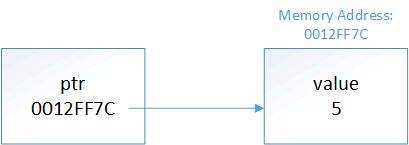 Memory Address:
0012FF7C
ptr
0012FF7C
value
5